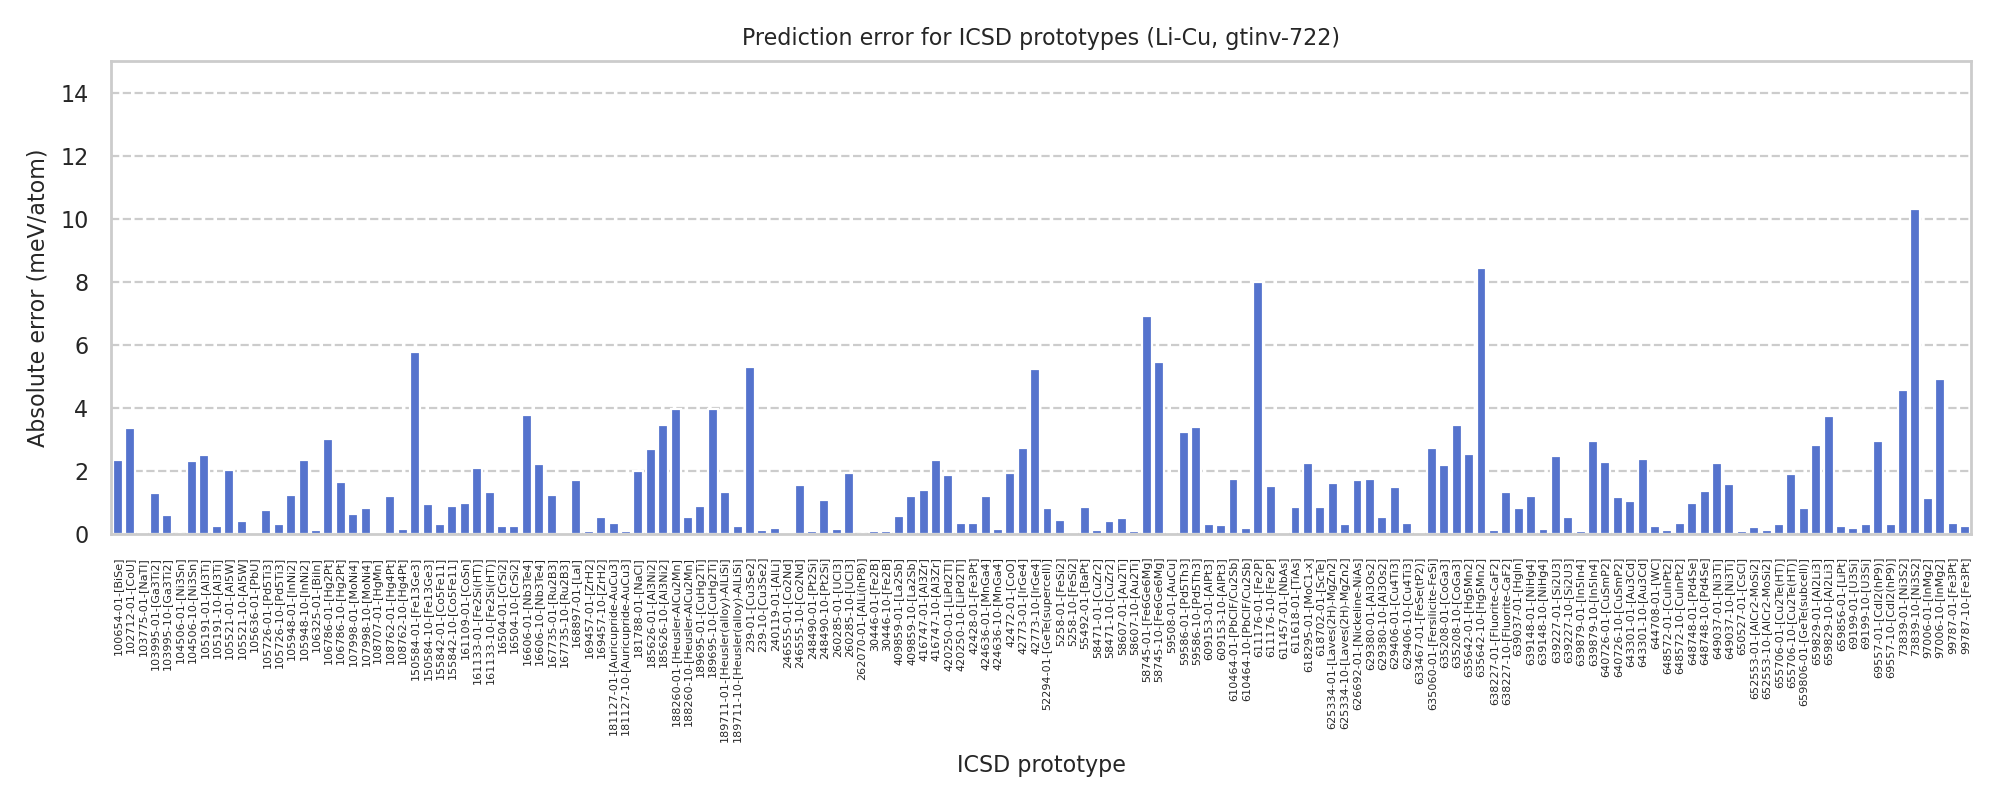 Prediction error for ICSD prototypes (Li-Cu, gtinv-722)
Absolute error (meV/atom)
14
12
10
8
6
4
2
0
100654-01-[BiSe]
102712-01-[CoU]
103775-01-[NaTl]
103995-01-[Ga3Ti2]
103995-10-[Ga3Ti2]
104506-01-[Ni3Sn]
104506-10-[Ni3Sn]
105191-01-[Al3Ti]
105191-10-[Al3Ti]
105521-01-[Al5W]
105521-10-[Al5W]
105636-01-[PbU]
105726-01-[Pd5Ti3]
105726-10-[Pd5Ti3]
105948-01-[InNi2]
105948-10-[InNi2]
106325-01-[BiIn]
106786-01-[Hg2Pt]
106786-10-[Hg2Pt]
107998-01-[MoNi4]
107998-10-[MoNi4]
108707-01-[HgMn]
108762-01-[Hg4Pt]
108762-10-[Hg4Pt]
150584-01-[Fe13Ge3]
150584-10-[Fe13Ge3]
155842-01-[Co5Fe11]
155842-10-[Co5Fe11]
161109-01-[CoSn]
161133-01-[Fe2Si(HT)]
161133-10-[Fe2Si(HT)]
16504-01-[CrSi2]
16504-10-[CrSi2]
16606-01-[Nb3Te4]
16606-10-[Nb3Te4]
167735-01-[Ru2B3]
167735-10-[Ru2B3]
168897-01-[LaI]
169457-01-[ZrH2]
169457-10-[ZrH2]
181127-01-[Auricupride-AuCu3]
181127-10-[Auricupride-AuCu3]
181788-01-[NaCl]
185626-01-[Al3Ni2]
185626-10-[Al3Ni2]
188260-01-[Heusler-AlCu2Mn]
188260-10-[Heusler-AlCu2Mn]
189695-01-[CuHg2Ti]
189695-10-[CuHg2Ti]
189711-01-[Heusler(alloy)-AlLiSi]
189711-10-[Heusler(alloy)-AlLiSi]
239-01-[Cu3Se2]
239-10-[Cu3Se2]
240119-01-[AlLi]
246555-01-[Co2Nd]
246555-10-[Co2Nd]
248490-01-[Pt2Si]
248490-10-[Pt2Si]
260285-01-[UCl3]
260285-10-[UCl3]
262070-01-[AlLi(hP8)]
30446-01-[Fe2B]
30446-10-[Fe2B]
409859-01-[La2Sb]
409859-10-[La2Sb]
416747-01-[Al3Zr]
416747-10-[Al3Zr]
420250-01-[LiPd2Tl]
420250-10-[LiPd2Tl]
42428-01-[Fe3Pt]
424636-01-[MnGa4]
424636-10-[MnGa4]
42472-01-[CoO]
42773-01-[IrGe4]
42773-10-[IrGe4]
52294-01-[GeTe(supercell)]
5258-01-[FeSi2]
5258-10-[FeSi2]
55492-01-[BaPt]
58471-01-[CuZr2]
58471-10-[CuZr2]
58607-01-[Au2Ti]
58607-10-[Au2Ti]
58745-01-[Fe6Ge6Mg]
58745-10-[Fe6Ge6Mg]
59508-01-[AuCu]
59586-01-[Pd5Th3]
59586-10-[Pd5Th3]
609153-01-[AlPt3]
609153-10-[AlPt3]
610464-01-[PbClF/Cu2Sb]
610464-10-[PbClF/Cu2Sb]
611176-01-[Fe2P]
611176-10-[Fe2P]
611457-01-[NbAs]
611618-01-[TiAs]
618295-01-[MoC1-x]
618702-01-[ScTe]
625334-01-[Laves(2H)-MgZn2]
625334-10-[Laves(2H)-MgZn2]
626692-01-[Nickeline-NiAs]
629380-01-[Al3Os2]
629380-10-[Al3Os2]
629406-01-[Cu4Ti3]
629406-10-[Cu4Ti3]
633467-01-[FeSe(tP2)]
635060-01-[Fersilicite-FeSi]
635208-01-[CoGa3]
635208-10-[CoGa3]
635642-01-[Hg5Mn2]
635642-10-[Hg5Mn2]
638227-01-[Fluorite-CaF2]
638227-10-[Fluorite-CaF2]
639037-01-[HgIn]
639148-01-[NiHg4]
639148-10-[NiHg4]
639227-01-[Si2U3]
639227-10-[Si2U3]
639879-01-[In5In4]
639879-10-[In5In4]
640726-01-[CuSmP2]
640726-10-[CuSmP2]
643301-01-[Au3Cd]
643301-10-[Au3Cd]
644708-01-[WC]
648572-01-[CuInPt2]
648572-10-[CuInPt2]
648748-01-[Pd4Se]
648748-10-[Pd4Se]
649037-01-[Ni3Ti]
649037-10-[Ni3Ti]
650527-01-[CsCl]
652553-01-[AlCr2-MoSi2]
652553-10-[AlCr2-MoSi2]
655706-01-[Cu2Te(HT)]
655706-10-[Cu2Te(HT)]
659806-01-[GeTe(subcell)]
659829-01-[Al2Li3]
659829-10-[Al2Li3]
659856-01-[LiPt]
69199-01-[U3Si]
69199-10-[U3Si]
69557-01-[CdI2(hP9)]
69557-10-[CdI2(hP9)]
73839-01-[Ni3S2]
73839-10-[Ni3S2]
97006-01-[InMg2]
97006-10-[InMg2]
99787-01-[Fe3Pt]
99787-10-[Fe3Pt]
ICSD prototype